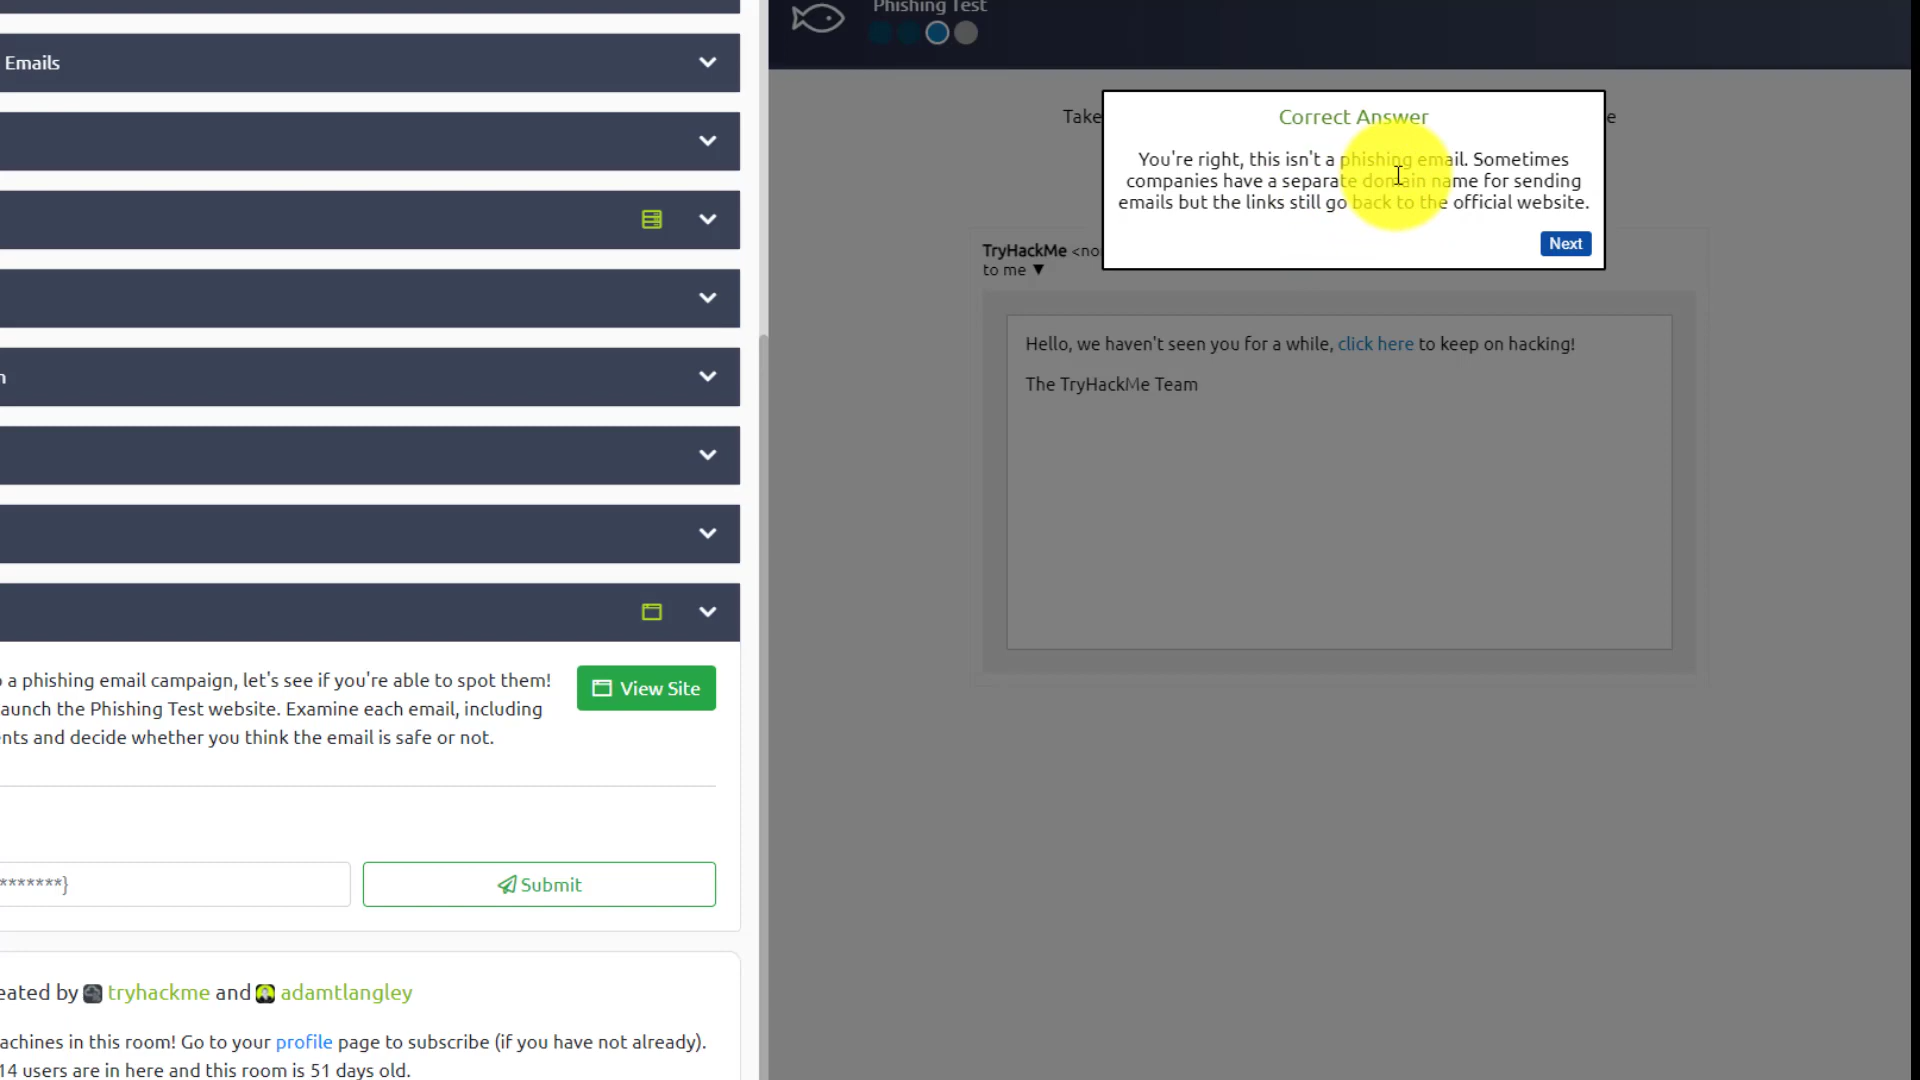 Emails
n
a phishing email campaign, let's see if you're able to spot them!
aunch the Phishing Test website. Examine each email, including
nts and decide whether you think the email is safe or not.
View Site
*******}
Submit
eated by tryhackme and adamtlangley
achines in this room! Go to your profile page to subscribe (if you have not already).
14 users are in here and this room is 51 days old.
Phishing Test
Take
e
Correct Answer
You're right, this isn't a phishing email. Sometimes
companies have a separate domain name for sending
emails but the links still go back to the official website.
Next
TryHackMe <no
to me ▼
Hello, we haven't seen you for a while, click here to keep on hacking!
The TryHackMe Team